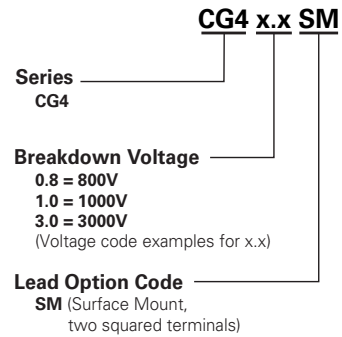 CG4 x.x SM
Series
CG4
Breakdown Voltage
0.8 = 800V
1.0 = 1000V
3.0 = 3000V
(Voltage code examples for x.x)
Lead Option Code
SM (Surface Mount,
two squared terminals)